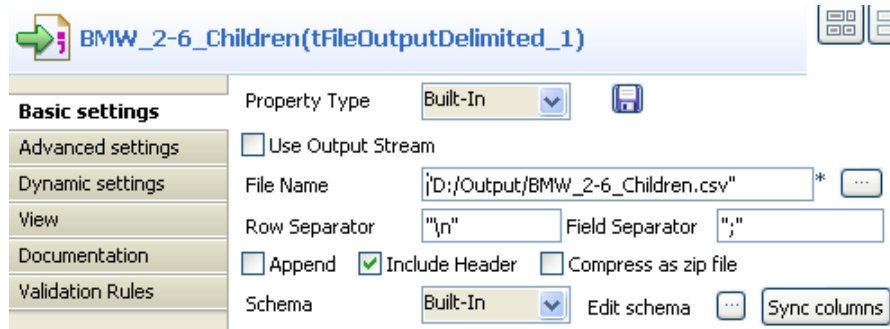 BMW_2-6_Children(tFileOutputDelimited_1)
Basic settings
Advanced settings
Dynamic settings
View
Documentation
Validation Rules
Property Type Built-In
Use Output Stream
File Name "D:/Output/BMW_2-6_Children.csv" * ...
Row Separator "\n" Field Separator ";"
Append Include Header Compress as zip file
Schema Built-In Edit schema ... Sync columns